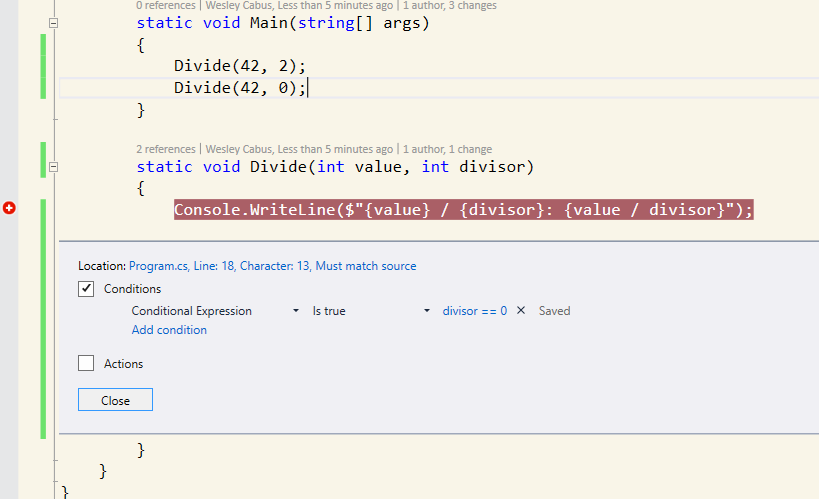 0 references | Wesley Cabus, Less than 5 minutes ago | 1 author, 3 changes
static void Main(string[] args)
{
Divide(42, 2);
Divide(42, 0);
}
2 references | Wesley Cabus, Less than 5 minutes ago | 1 author, 1 change
static void Divide(int value, int divisor)
{
Console.WriteLine($"{value} / {divisor}: {value / divisor}");
Location: Program.cs, Line: 18, Character: 13, Must match source
Conditions
Conditional Expression Is true divisor == 0 × Saved
Add condition
Actions
Close
}
}
}